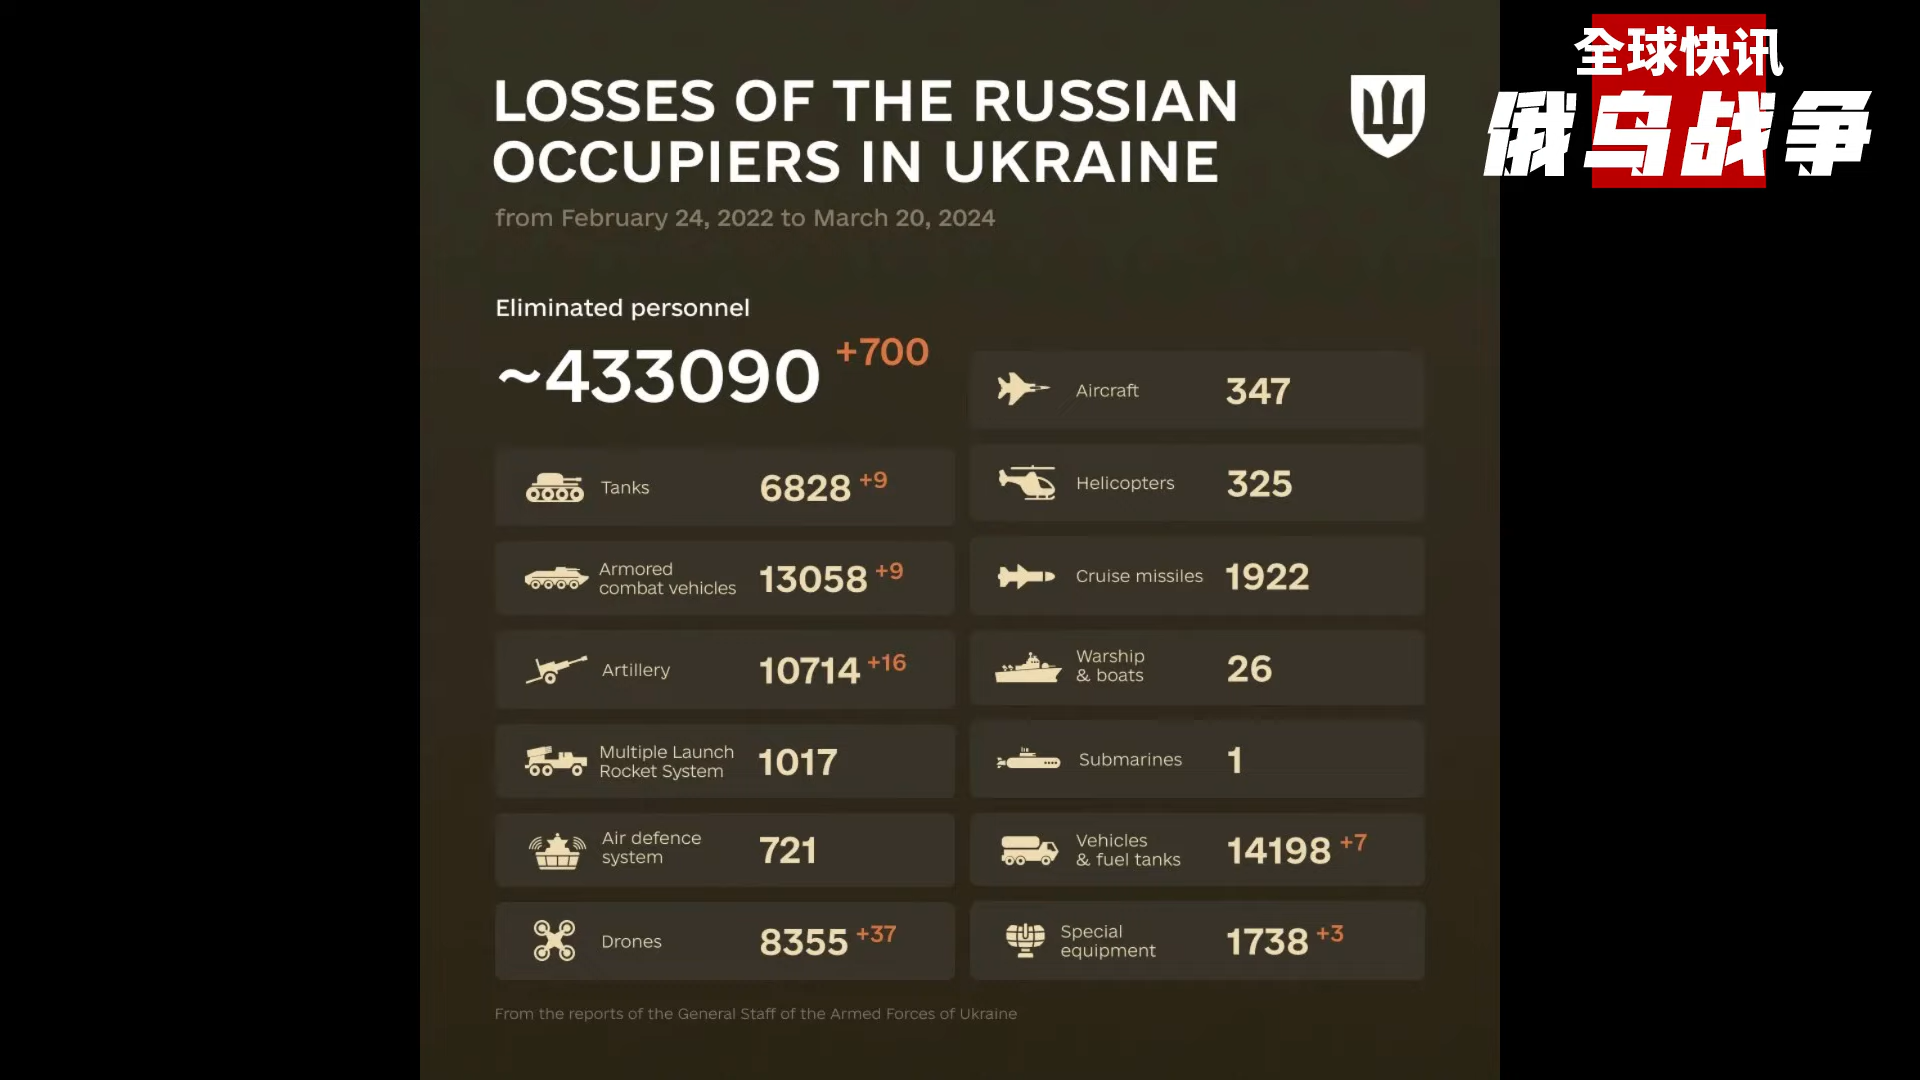 LOSSES OF THE RUSSIAN
OCCUPIERS IN UKRAINE
from February 24, 2022 to March 20, 2024
全球快讯
俄乌战争
Eliminated personnel
~433090 +700
Tanks 6828 +9
Armored
combat vehicles 13058 +9
Artillery 10714 +16
Multiple Launch
Rocket System 1017
Air defence
system 721
Drones 8355 +37
Aircraft 347
Helicopters 325
Cruise missiles 1922
Warship
& boats 26
Submarines 1
Vehicles
& fuel tanks 14198 +7
Special
equipment 1738 +3
From the reports of the General Staff of the Armed Forces of Ukraine